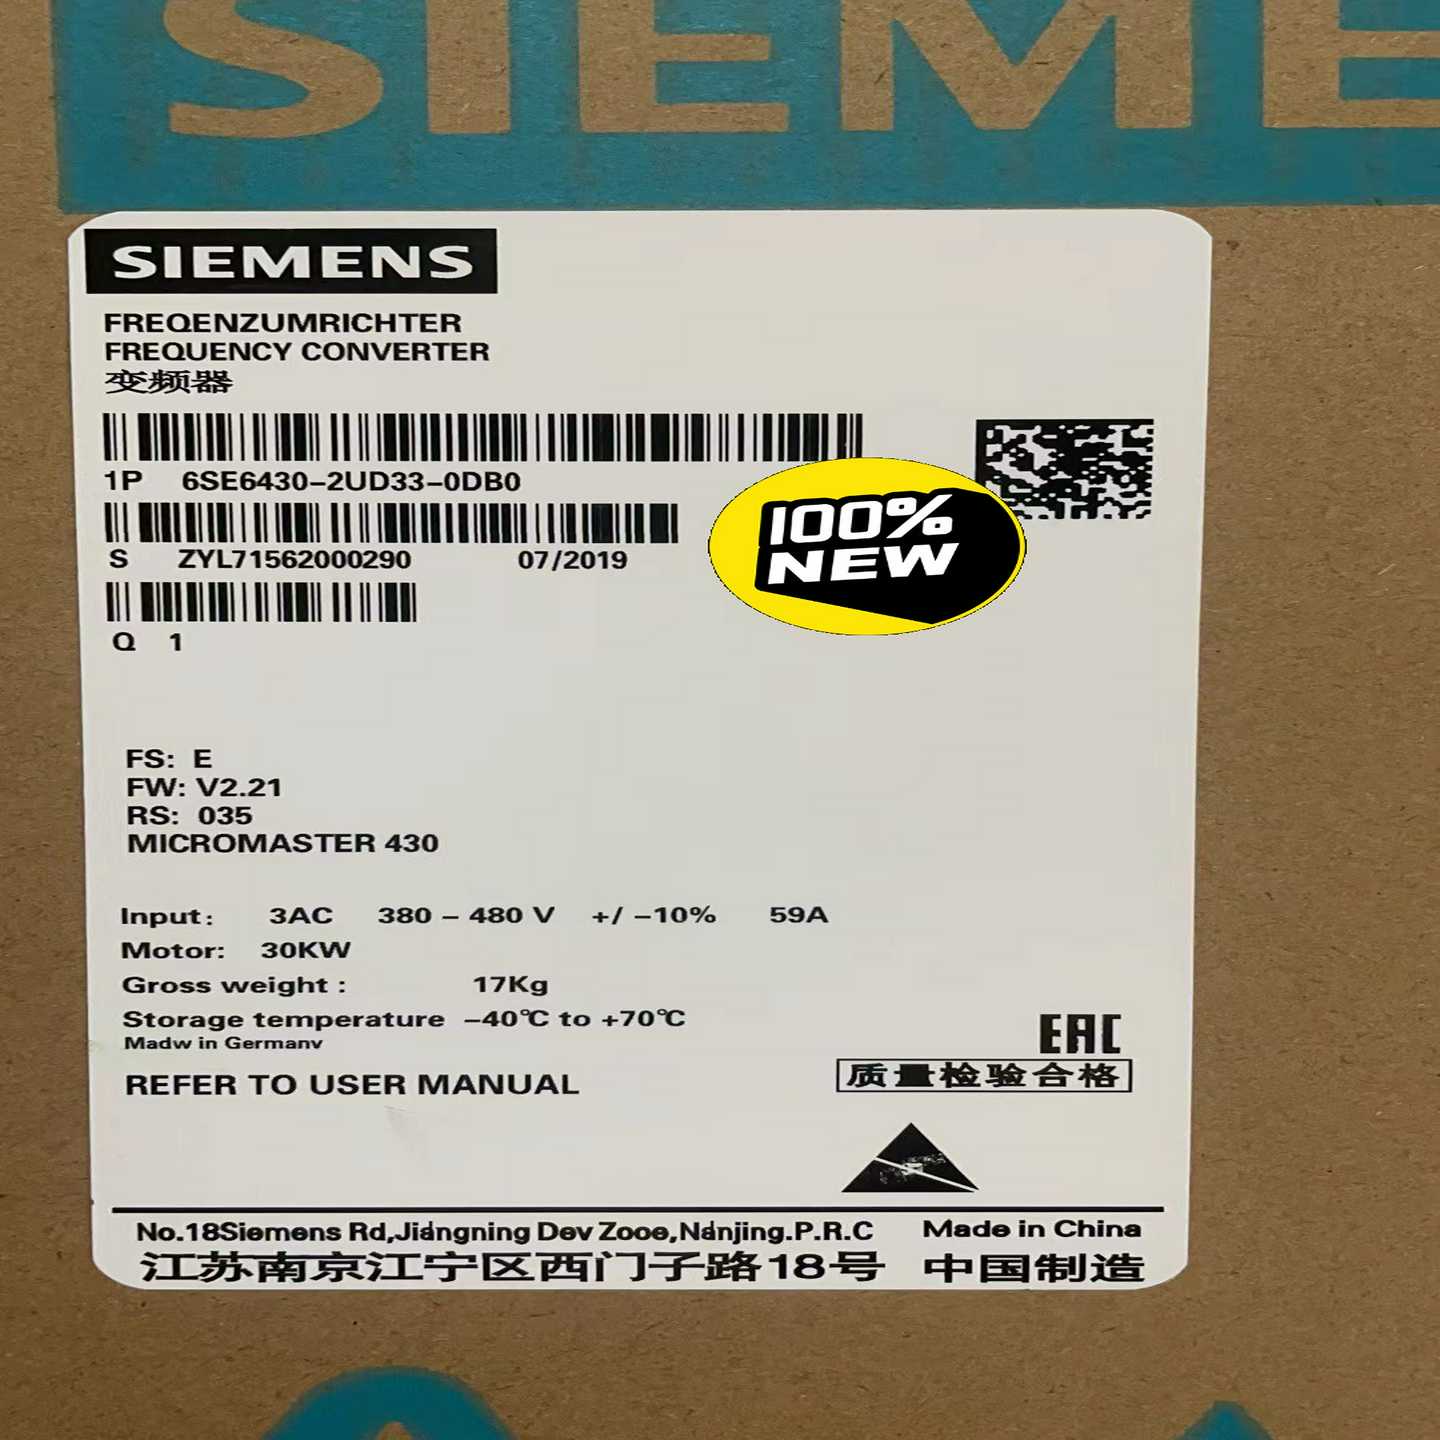 SIEME
SIEMENS
FREQENZUMRICHTER
FREQUENCY CONVERTER
变频器
1P 6SE6430-2UD33-0DB0
S ZYL71562000290 07/2019
Q 1
100%
NEW
FS: E
FW: V2.21
RS: 035
MICROMASTER 430
Input: 3AC 380 - 480 V +/ -10% 59A
Motor: 30KW
Gross weight : 17Kg
Storage temperature -40℃ to +70℃
Madw in Germanv
REFER TO USER MANUAL
EAC
质量检验合格
No.18Siemens Rd,Jiangning Dev Zooe,Nanjing.P.R.C Made in China
江苏南京江宁区西门子路18号 中国制造